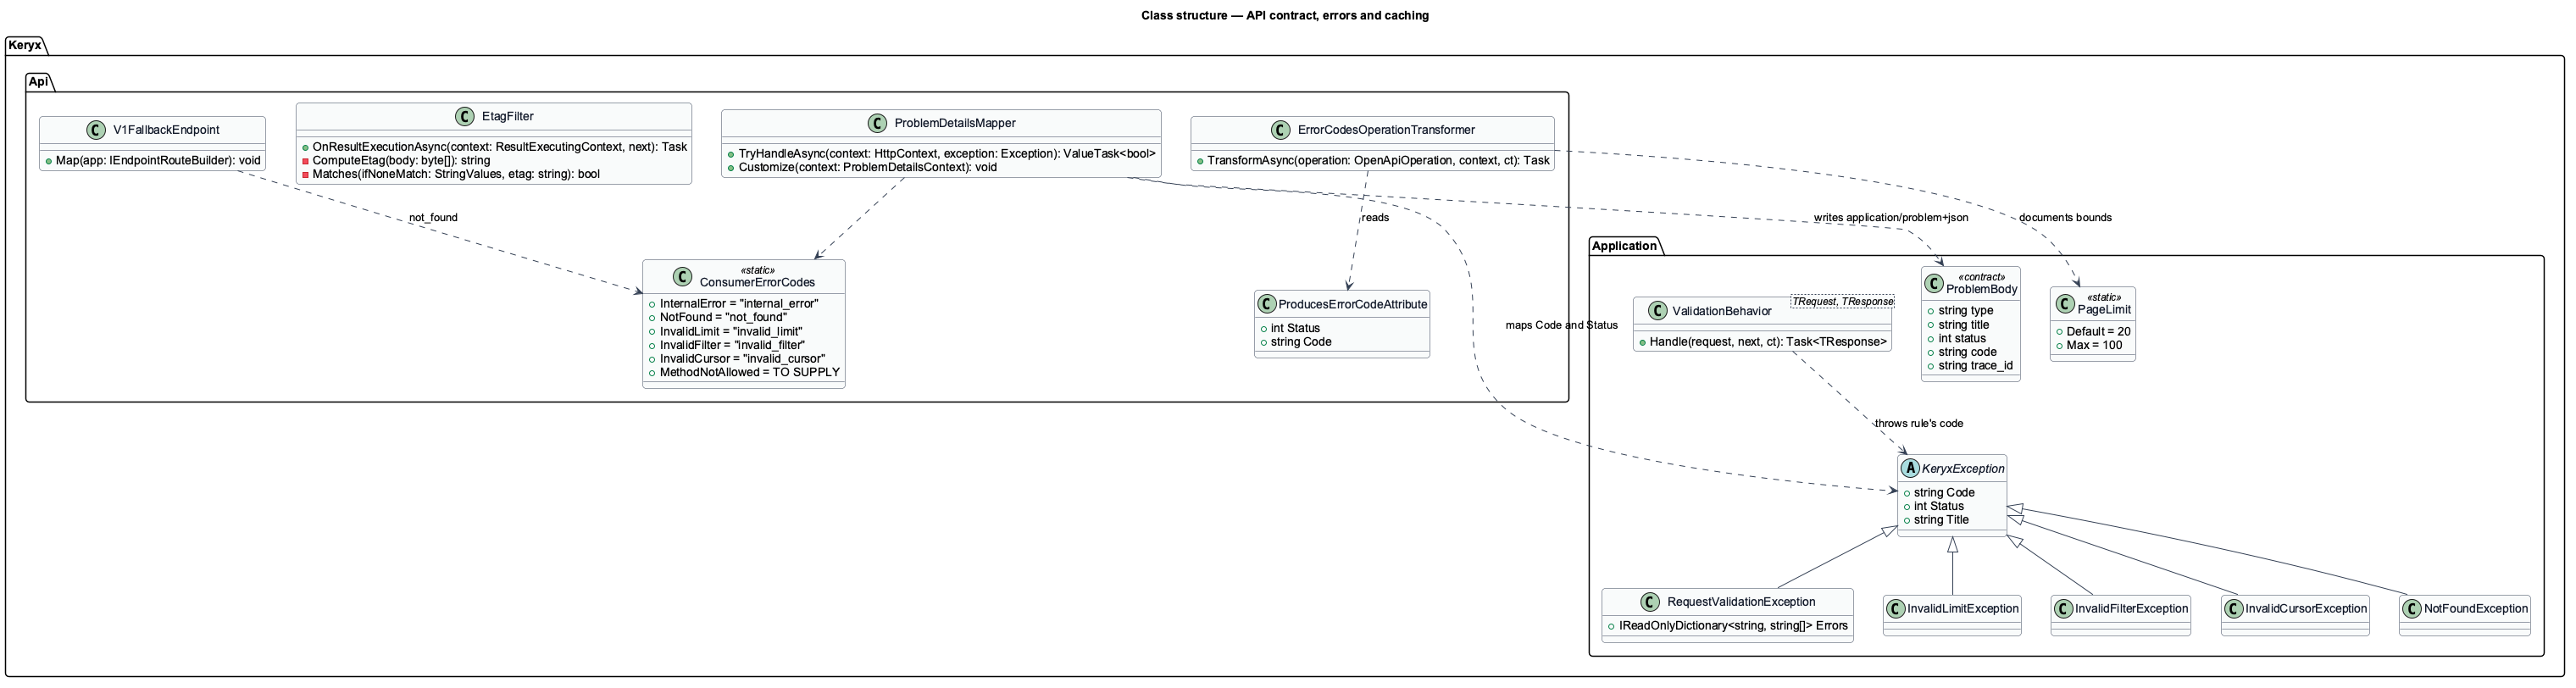 Class structure — API contract, errors and caching
Keryx
Api
C V1FallbackEndpoint
Map(app: IEndpointRouteBuilder): void
C EtagFilter
OnResultExecutionAsync(context: ResultExecutingContext, next): Task
ComputeEtag(body: byte[]): string
Matches(ifNoneMatch: StringValues, etag: string): bool
C ProblemDetailsMapper
TryHandleAsync(context: HttpContext, exception: Exception): ValueTask<bool>
Customize(context: ProblemDetailsContext): void
C ErrorCodesOperationTransformer
TransformAsync(operation: OpenApiOperation, context, ct): Task
not_found
reads
writes application/problem+json
documents bounds
maps Code and Status
C «static»
ConsumerErrorCodes
InternalError = "internal_error"
NotFound = "not_found"
InvalidLimit = "invalid_limit"
InvalidFilter = "invalid_filter"
InvalidCursor = "invalid_cursor"
MethodNotAllowed = TO SUPPLY
C ProducesErrorCodeAttribute
int Status
string Code
Application
C ValidationBehavior
TRequest, TResponse
Handle(request, next, ct): Task<TResponse>
C «contract»
ProblemBody
string type
string title
int status
string code
string trace_id
C «static»
PageLimit
Default = 20
Max = 100
throws rule's code
A KeryxException
string Code
int Status
string Title
C RequestValidationException
IReadOnlyDictionary<string, string[]> Errors
C InvalidLimitException
C InvalidFilterException
C InvalidCursorException
C NotFoundException